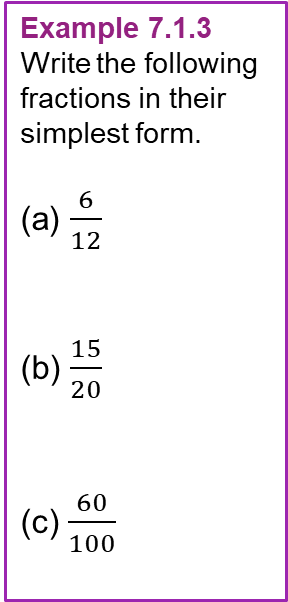 Example 7.1.3
Write the following
fractions in their
simplest form.
(a) 6/12
(b) 15/20
(c) 60/100